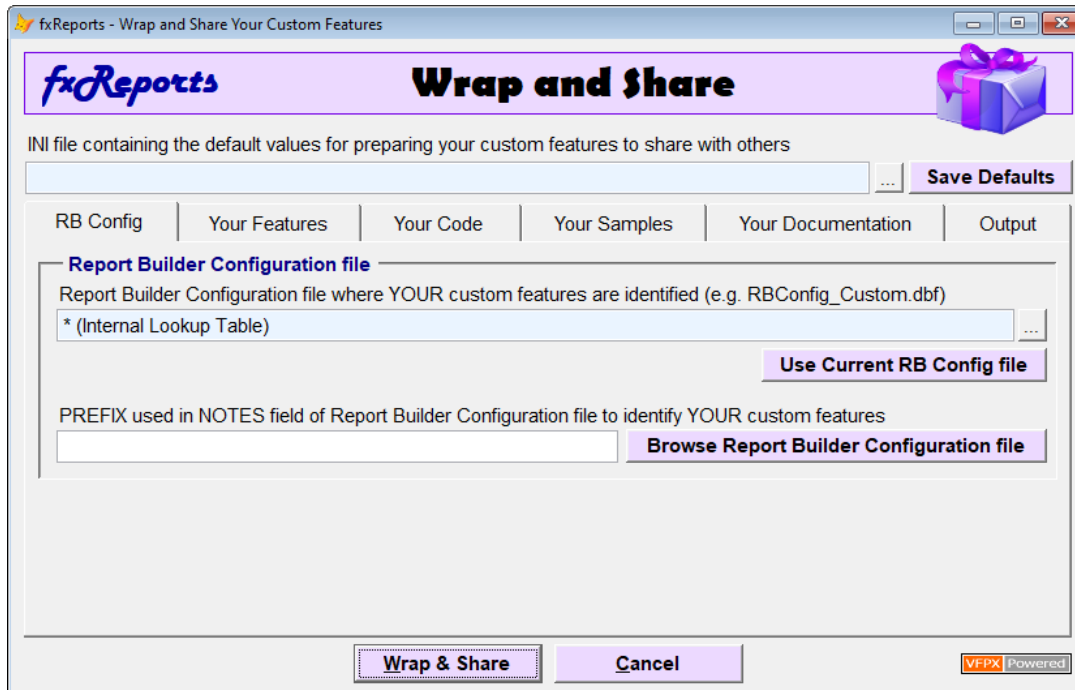 fxReports - Wrap and Share Your Custom Features
fxReports Wrap and Share
INI file containing the default values for preparing your custom features to share with others
... Save Defaults
RB Config Your Features Your Code Your Samples Your Documentation Output
Report Builder Configuration file
Report Builder Configuration file where YOUR custom features are identified (e.g. RBConfig_Custom.dbf)
* (Internal Lookup Table) ...
Use Current RB Config file
PREFIX used in NOTES field of Report Builder Configuration file to identify YOUR custom features
Browse Report Builder Configuration file
Wrap & Share Cancel VFPX Powered